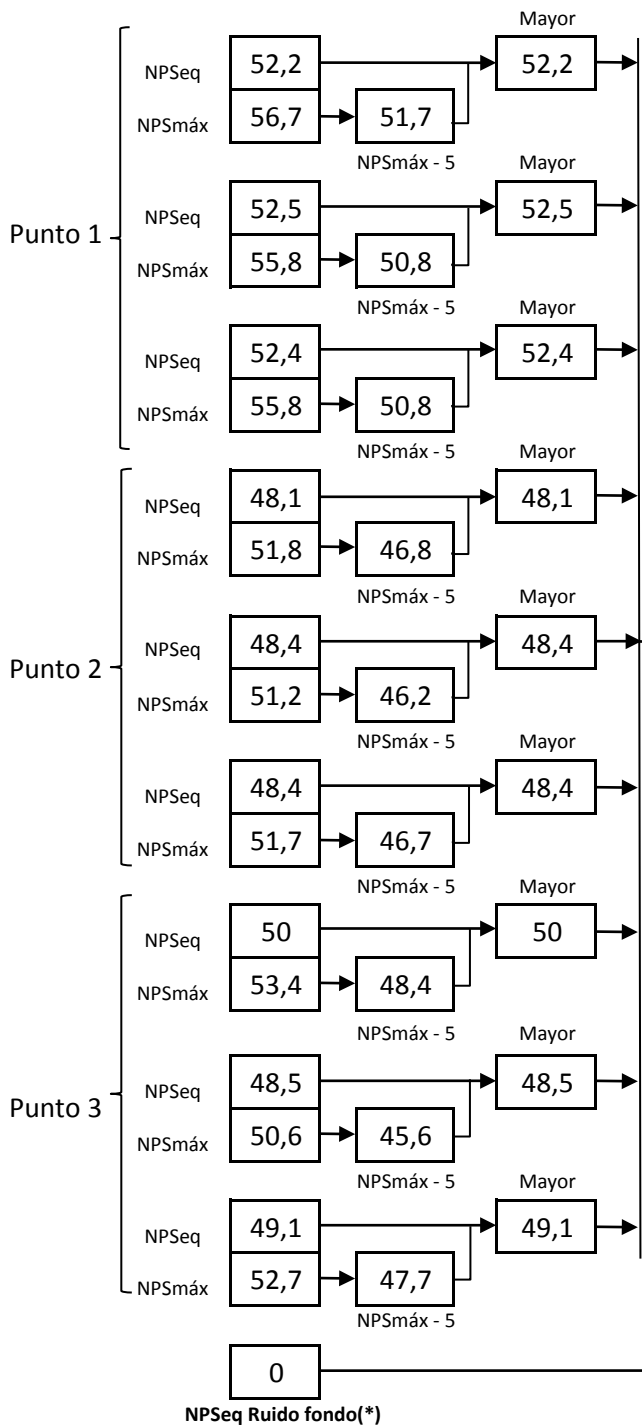 Mayor
NPSeq 52,2 52,2
NPSmáx 56,7 51,7
NPSmáx - 5
Mayor
NPSeq 52,5 52,5
Punto 1
NPSmáx 55,8 50,8
NPSmáx - 5
Mayor
NPSeq 52,4 52,4
NPSmáx 55,8 50,8
NPSmáx - 5
Mayor
NPSeq 48,1 48,1
NPSmáx 51,8 46,8
NPSmáx - 5
Mayor
NPSeq 48,4 48,4
Punto 2
NPSmáx 51,2 46,2
NPSmáx - 5
Mayor
NPSeq 48,4 48,4
NPSmáx 51,7 46,7
NPSmáx - 5
Mayor
NPSeq 50 50
NPSmáx 53,4 48,4
NPSmáx - 5
Mayor
NPSeq 48,5 48,5
Punto 3
NPSmáx 50,6 45,6
NPSmáx - 5
Mayor
NPSeq 49,1 49,1
NPSmáx 52,7 47,7
NPSmáx - 5
0
NPSeq Ruido fondo(*)